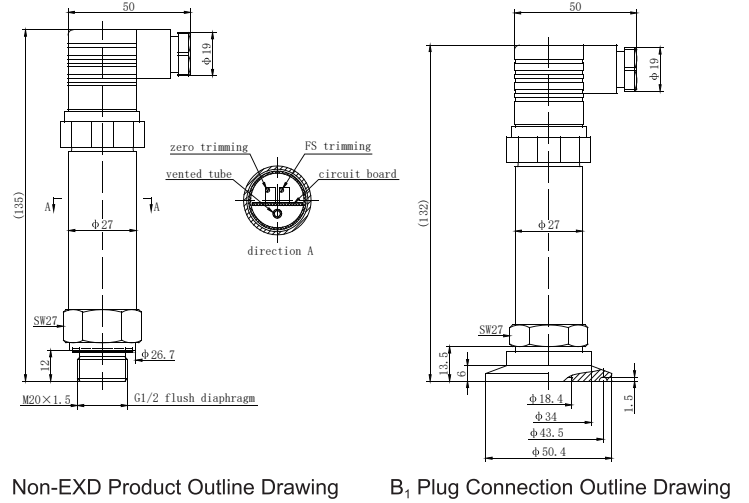 50
φ19
zero trimming
FS trimming
vented tube
circuit board
(135)
A
A
φ27
direction A
SW27
12
φ26.7
M20×1.5
G1/2 flush diaphragm
Non-EXD Product Outline Drawing
50
φ19
(132)
φ27
SW27
13.5
6
φ18.4
1.5
φ34
φ43.5
φ50.4
B₁ Plug Connection Outline Drawing